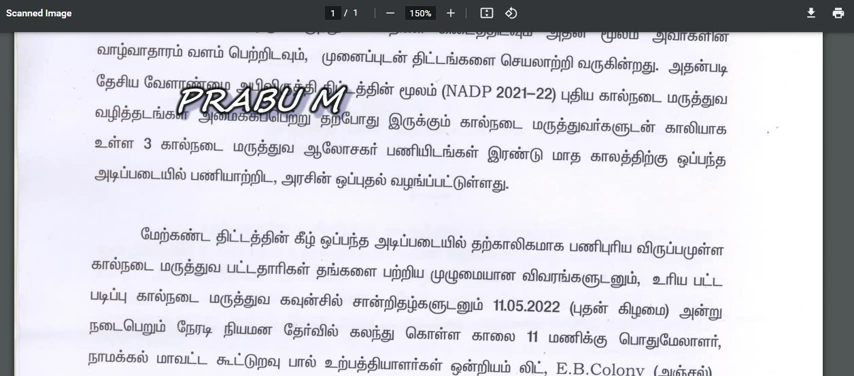 Scanned Image 1 / 1 150%
மூலம் அவர்களின்
வாழ்வாதாரம் வளம் பெற்றிடவும், முனைப்புடன் திட்டங்களை செயலாற்றி வருகின்றது. அதன்படி
தேசிய வேளாண்மை அபிவிருத்தி திட்டத்தின் மூலம் (NADP 2021–22) புதிய கால்நடை மருத்துவ
PRABU M
வழித்தடங்கள் அமைக்கப்பெற்று தற்போது இருக்கும் கால்நடை மருத்துவர்களுடன் காலியாக
உள்ள 3 கால்நடை மருத்துவ ஆலோசகர் பணியிடங்கள் இரண்டு மாத காலத்திற்கு ஒப்பந்த
அடிப்படையில் பணியாற்றிட, அரசின் ஒப்புதல் வழங்ப்பட்டுள்ளது.
மேற்கண்ட திட்டத்தின் கீழ் ஒப்பந்த அடிப்படையில் தற்காலிகமாக பணிபுரிய விருப்பமுள்ள
கால்நடை மருத்துவ பட்டதாரிகள் தங்களை பற்றிய முழுமையான விவரங்களுடனும், உரிய பட்ட
படிப்பு கால்நடை மருத்துவ கவுன்சில் சான்றிதழ்களுடனும் 11.05.2022 (புதன் கிழமை) அன்று
நடைபெறும் நேரடி நியமன தேர்வில் கலந்து கொள்ள காலை 11 மணிக்கு பொதுமேலாளர்,
நாமக்கல் மாவட்ட கூட்டுறவு பால் உற்பத்தியாளர்கள் ஒன்றியம் லிட், E.B.Colony (அஞ்சல்)